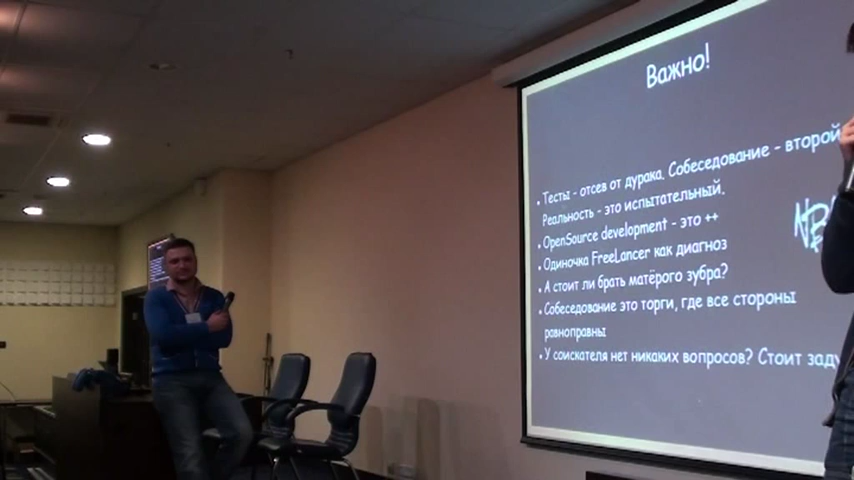 Важно!
• Тесты - отсев от дурака. Собеседование - второй
Реальность - это испытательный.
• OpenSource development - это ++
• Одиночка FreeLancer как диагноз
• А стоит ли брать матёрого зубра?
• Собеседование это торги, где все стороны
равноправны
• У соискателя нет никаких вопросов? Стоит